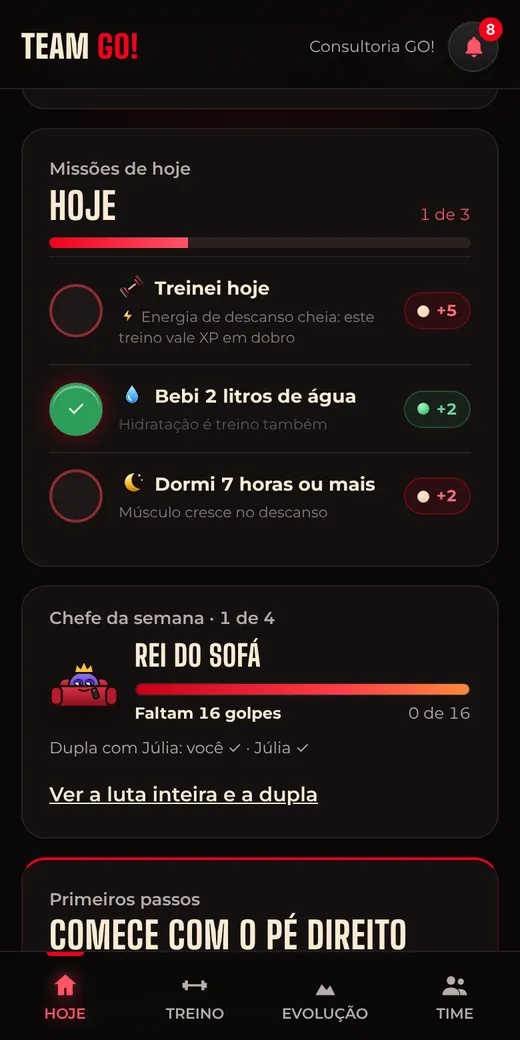 TEAM GO!
Consultoria GO!
8
Missões de hoje
HOJE
1 de 3
Treinei hoje
Energia de descanso cheia: este
treino vale XP em dobro
+5
Bebi 2 litros de água
Hidratação é treino também
+2
Dormi 7 horas ou mais
Músculo cresce no descanso
+2
Chefe da semana · 1 de 4
REI DO SOFÁ
Faltam 16 golpes
0 de 16
Dupla com Júlia: você ✓ · Júlia ✓
Ver a luta inteira e a dupla
Primeiros passos
COMECE COM O PÉ DIREITO
HOJE
TREINO
EVOLUÇÃO
TIME